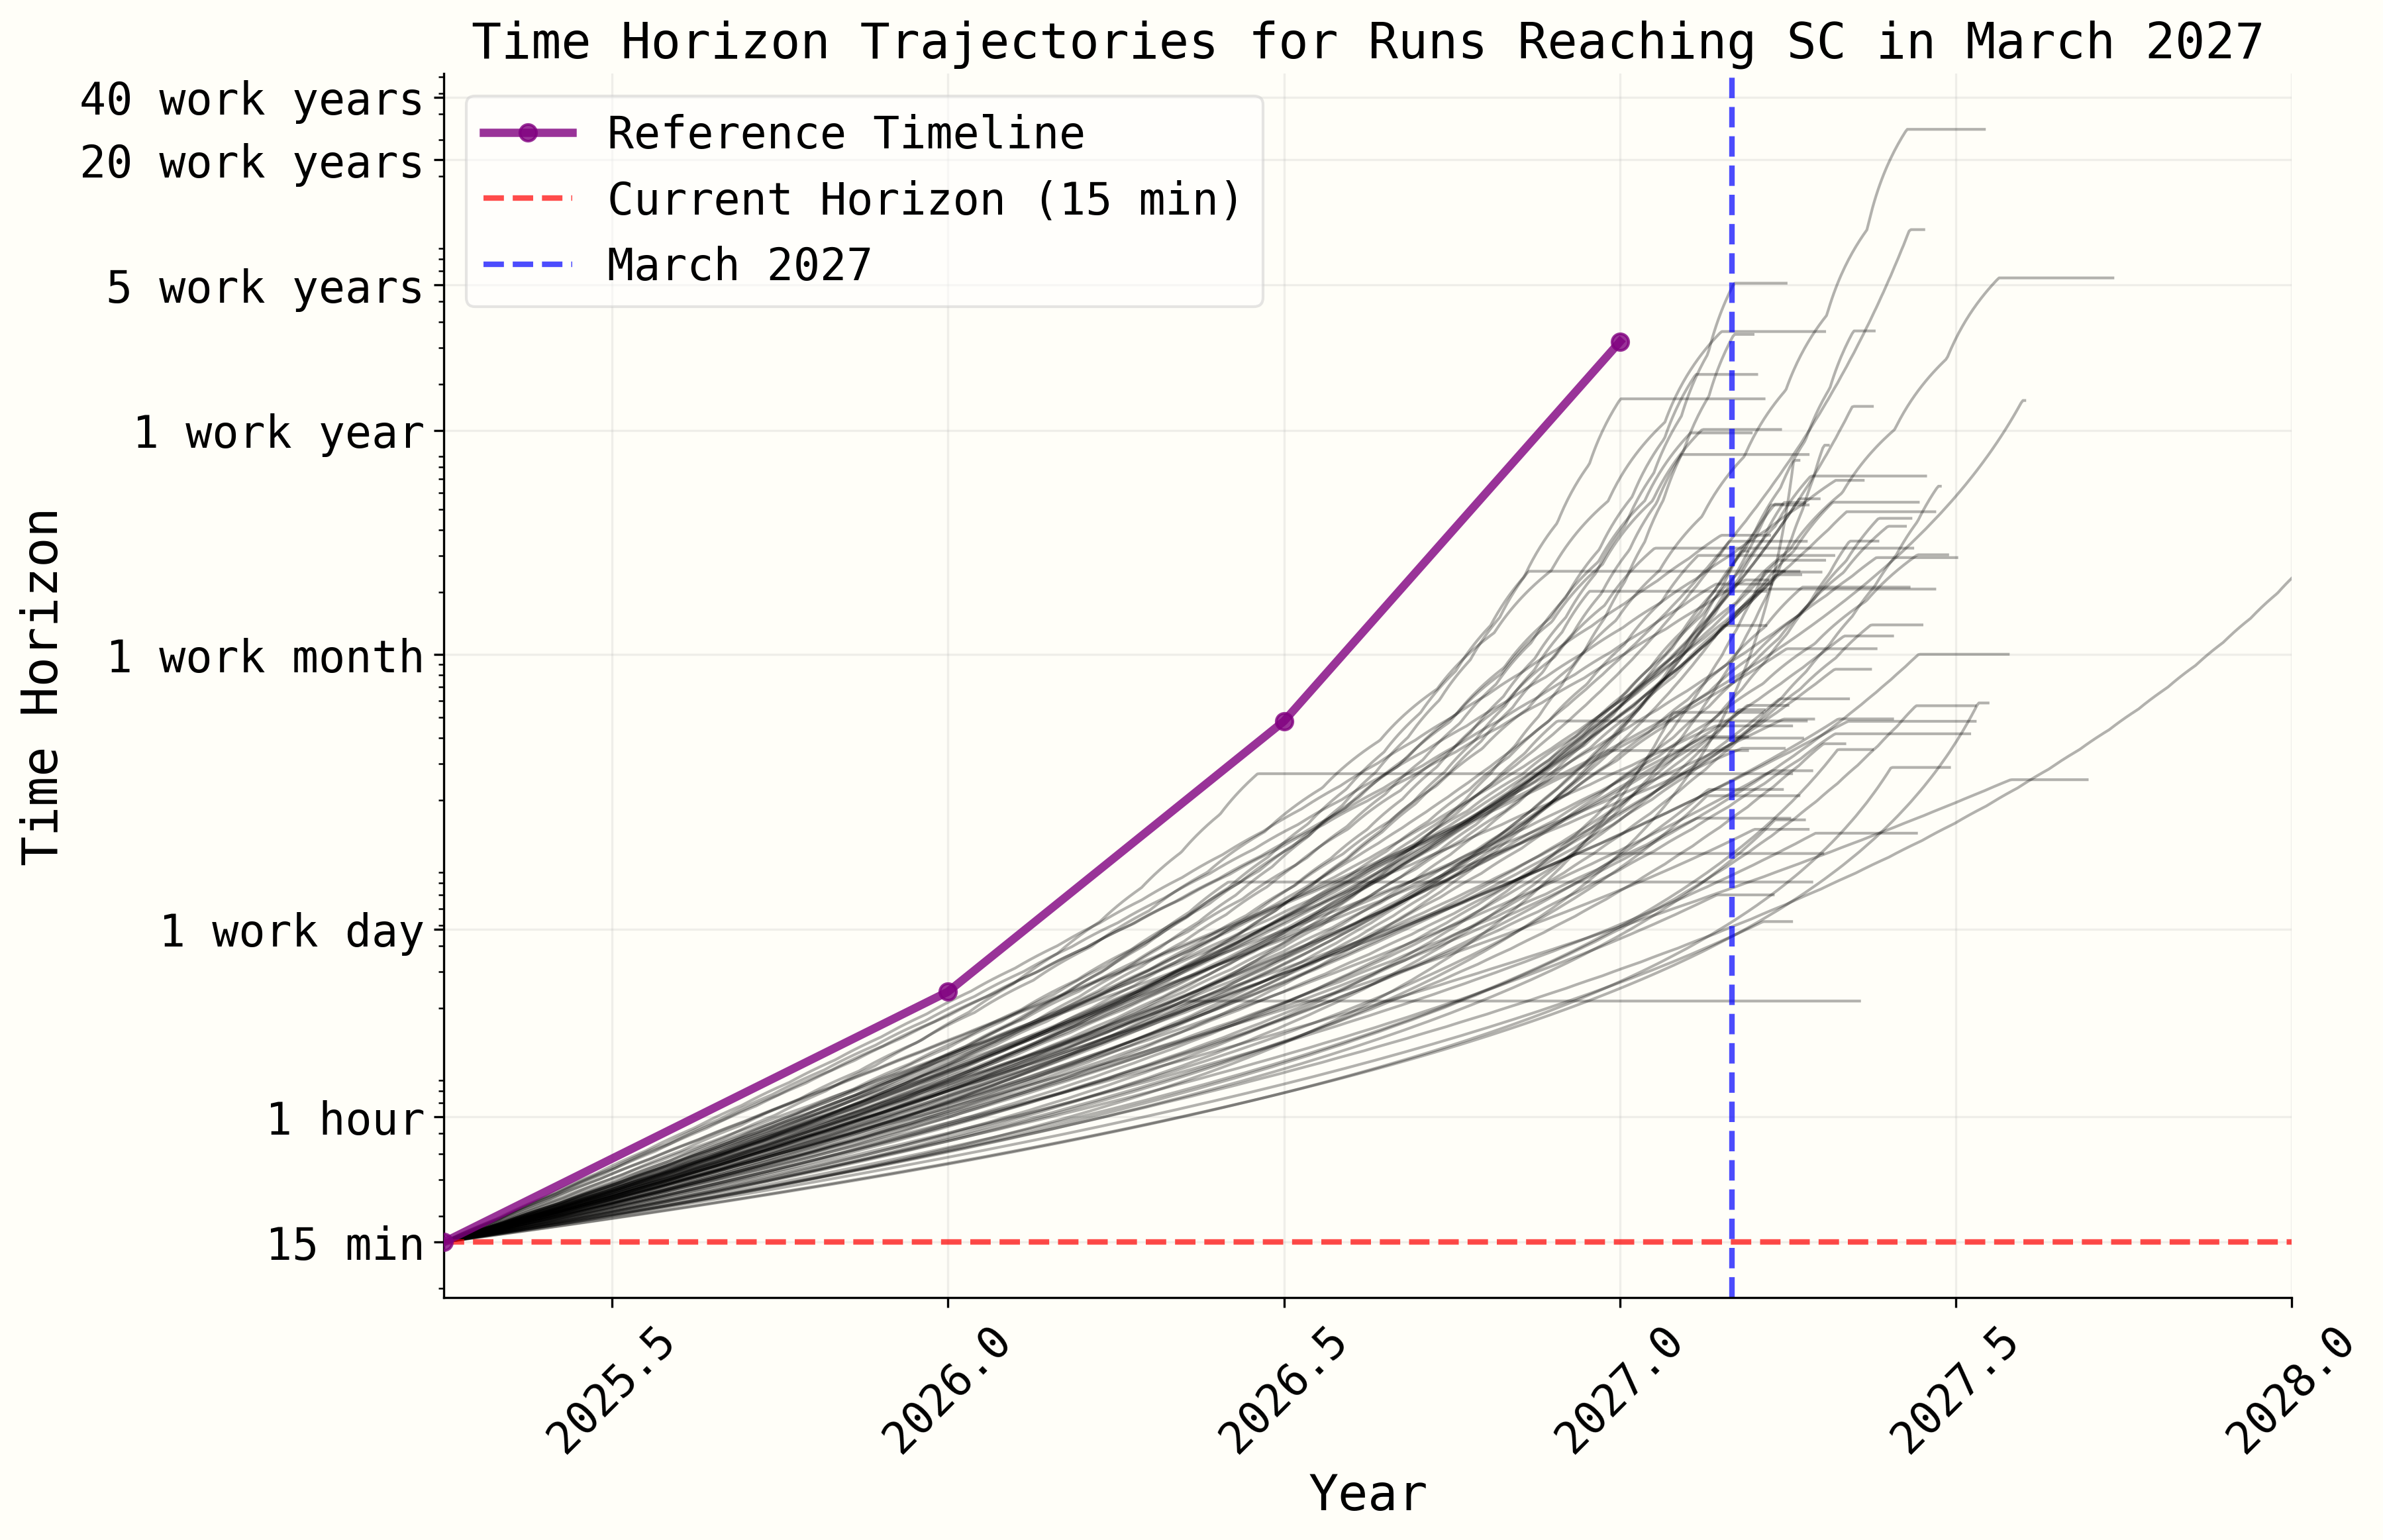 Time Horizon Trajectories for Runs Reaching SC in March 2027
Reference Timeline
Current Horizon (15 min)
March 2027
Time Horizon
40 work years
20 work years
5 work years
1 work year
1 work month
1 work day
1 hour
15 min
2025.5
2026.0
2026.5
2027.0
2027.5
2028.0
Year